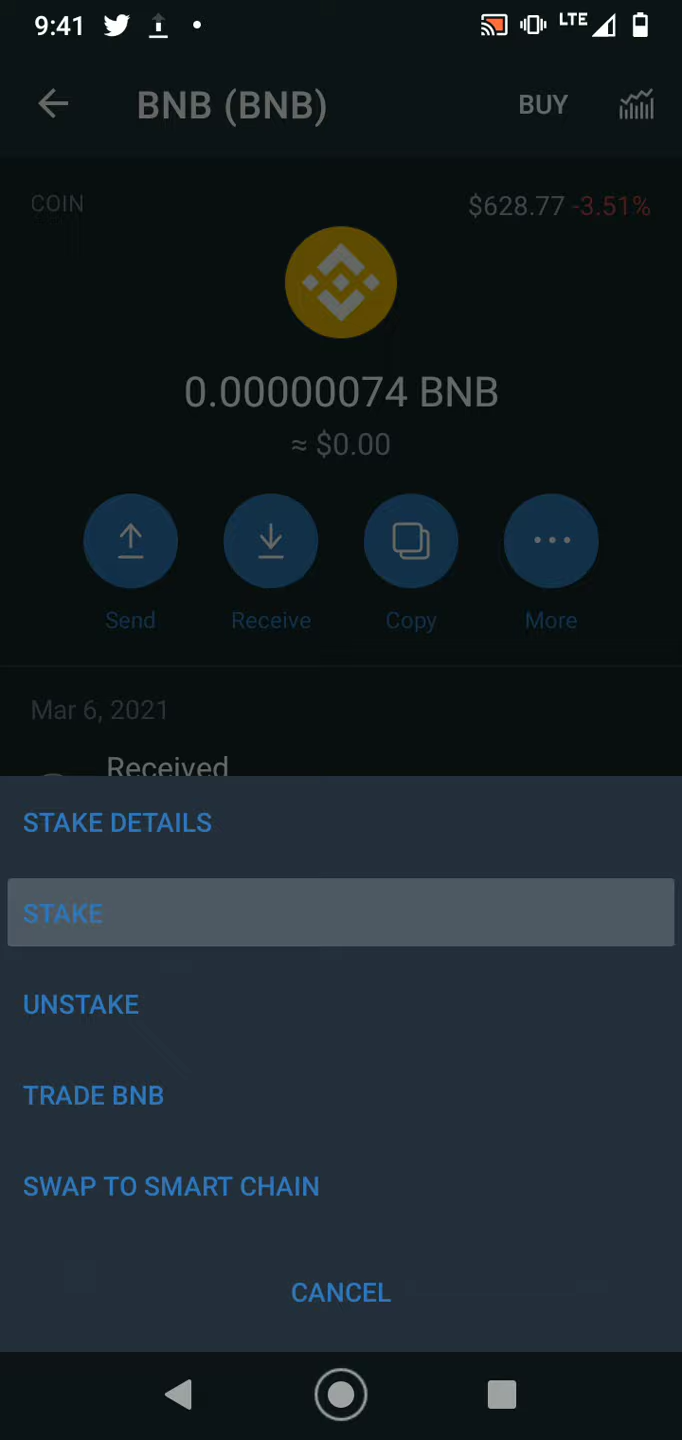 9:41 LTE
BNB (BNB) BUY
COIN $628.77 -3.51%
0.00000074 BNB
≈ $0.00
Send Receive Copy More
Mar 6, 2021
Received
STAKE DETAILS
STAKE
UNSTAKE
TRADE BNB
SWAP TO SMART CHAIN
CANCEL